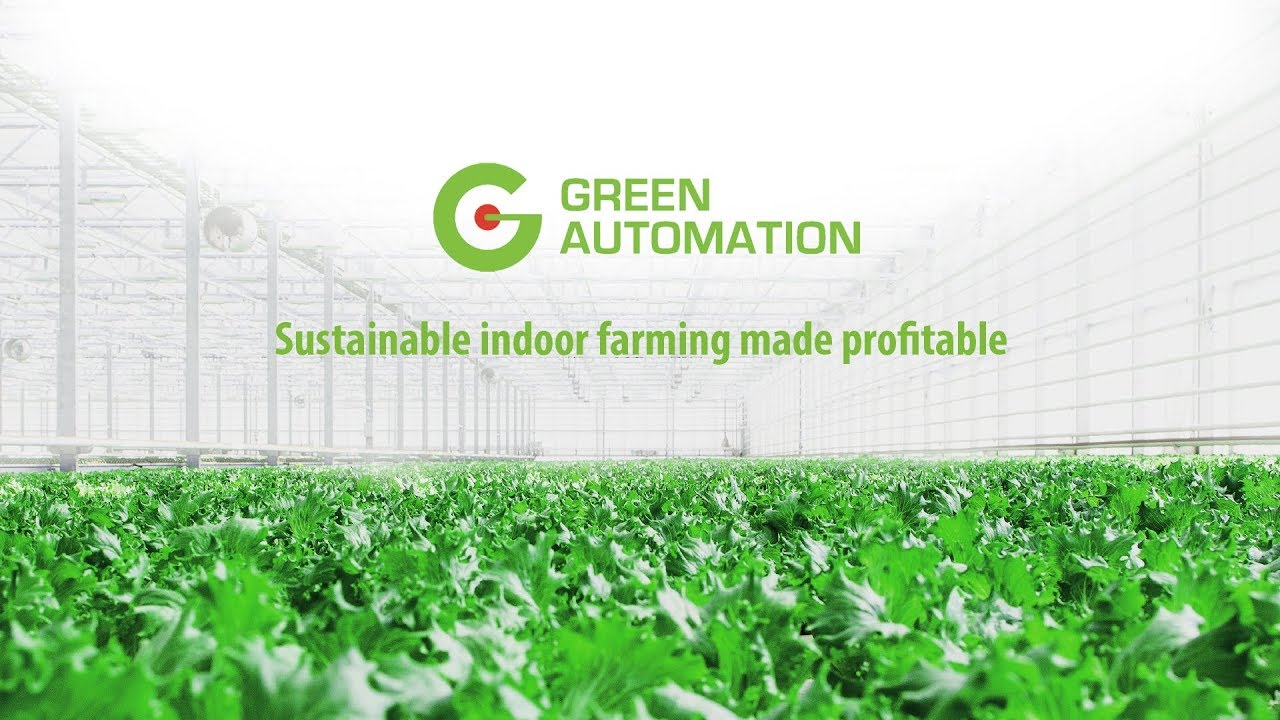 GREEN
AUTOMATION
Sustainable indoor farming made profitable